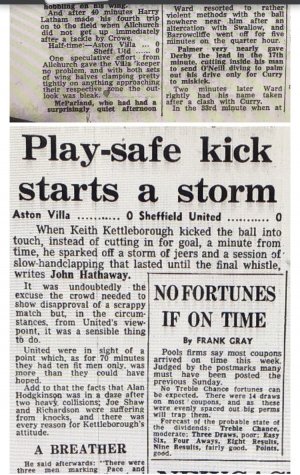 hobbling on his wing.
And after 40 minutes Harry
Latham made his fourth trip
on to the field when Allchurch
did not get up immediately
after a tackle by Crowe.
Half-time:—Aston Villa ... 0
Sheff. Utd. ... 0
One speculative effort from
Allchurch gave the Villa keeper
no problem, and with both sets
of wing halves clamping pretty
tightly on anything approaching
their respective zone the out-
look was bleak.
McParland, who had had a
surprisingly quiet afternoon
Ward resorted to rather
violent methods with the ball
nowhere near him after an
altercation with Savory, and
Barrowcliffe went off for five
minutes on the quarter hour.
Palmer very nearly gave
Derby the lead in the 17th
minute, cutting inside his man
to send O'Neill diving to palm
out his drive only for Curry
to miskick.
Two minutes later Ward
rightly had his name taken
after a clash with Curry.
In the 33rd minute when at
Play-safe kick
starts a storm
Aston Villa ........... 0 Sheffield United ........... 0
When Keith Kettleborough kicked the ball into
touch, instead of cutting in for goal, a minute from
time, he sparked off a storm of jeers and a session of
slow-handclapping that lasted until the final whistle,
writes John Hathaway.
It was undoubtedly the
excuse the crowd needed to
show disapproval of a scrappy
match but, in the circum-
stances, from United's view-
point, it was a sensible thing
to do.
United were in sight of a
point which, as for 70 minutes
they had ten fit men only, was
more than they could have
hoped.
Add to that the facts that Alan
Hodgkinson was in a daze after
two heavy collisions; Joe Shaw
and Richardson were suffering
from knocks, and there was
every reason for Kettleborough's
attitude.
A BREATHER
He said afterwards: "There were
three men marking Pace and
NO FORTUNES
IF ON TIME
By FRANK GRAY
Pools firms say most coupons
arrived on time this week.
Judged by the postmarks many
must have been posted the
previous Sunday.
No Treble Chance fortunes can
be expected. There were 14 draws
on most coupons, and as there
were evenly spaced out big perms
will trap them.
Forecast of the probable state of
the dividends: Treble Chance,
moderate; Three Draws, poor; Easy
Six, Four Aways, Eight Results,
Nine Results, fairly good. Points,
good.